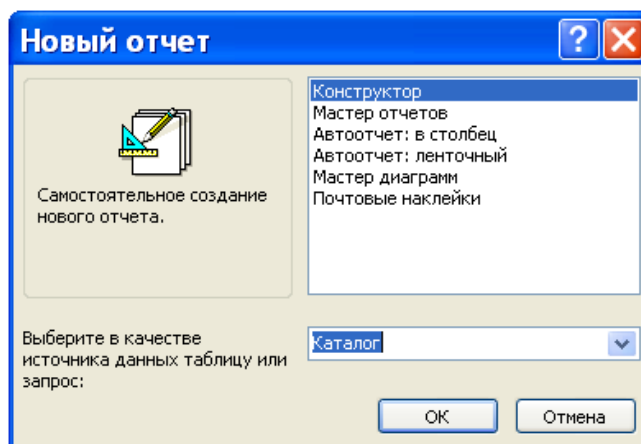 Новый отчет
?
Конструктор
Мастер отчетов
Автоотчет: в столбец
Автоотчет: ленточный
Мастер диаграмм
Почтовые наклейки
Самостоятельное создание
нового отчета.
Выберите в качестве
источника данных таблицу или
запрос:
Каталог
ОК
Отмена